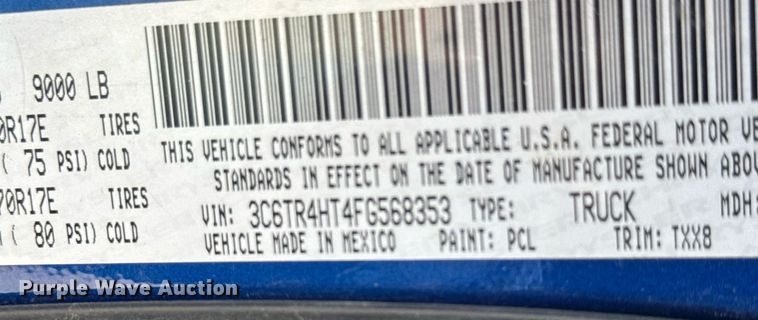 9000 LB
0R17E TIRES
( 75 PSI) COLD
70R17E TIRES
( 80 PSI) COLD
THIS VEHICLE CONFORMS TO ALL APPLICABLE U.S.A. FEDERAL MOTOR VE
STANDARDS IN EFFECT ON THE DATE OF MANUFACTURE SHOWN ABOV
VIN: 3C6TR4HT4FG568353 TYPE: TRUCK MDH:
VEHICLE MADE IN MEXICO PAINT: PCL TRIM: TXX8
Purple Wave Auction